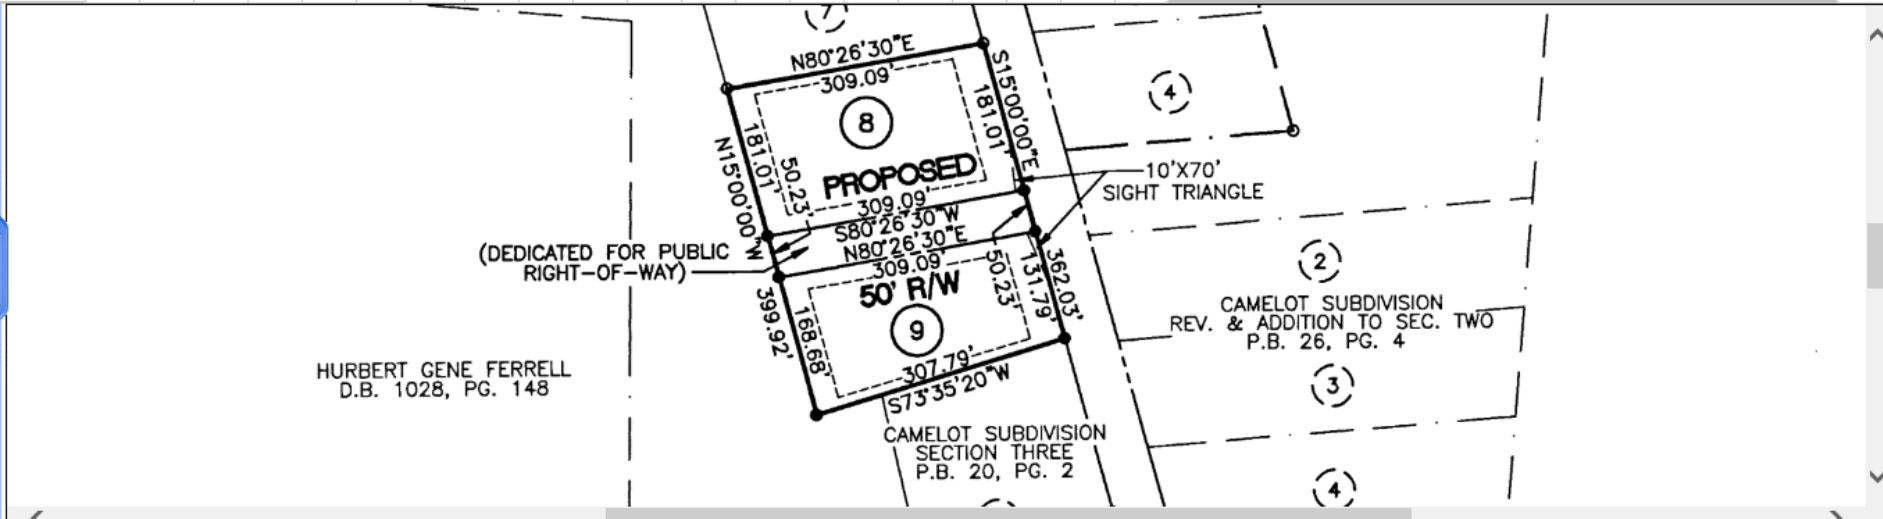 7
N80°26'30"E
309.09'
S15°00'00"E
181.01'
8
4
181.01'
N15°00'00"W
50.23'
PROPOSED
10'X70'
SIGHT TRIANGLE
309.09'
S80°26'30"W
N80°26'30"E
309.09'
(DEDICATED FOR PUBLIC
RIGHT-OF-WAY)
50' R/W
50.23'
131.79'
362.03'
399.92'
168.68'
9
2
CAMELOT SUBDIVISION
REV. & ADDITION TO SEC. TWO
P.B. 26, PG. 4
HURBERT GENE FERRELL
D.B. 1028, PG. 148
307.79'
S73°35'20"W
3
CAMELOT SUBDIVISION
SECTION THREE
P.B. 20, PG. 2
4